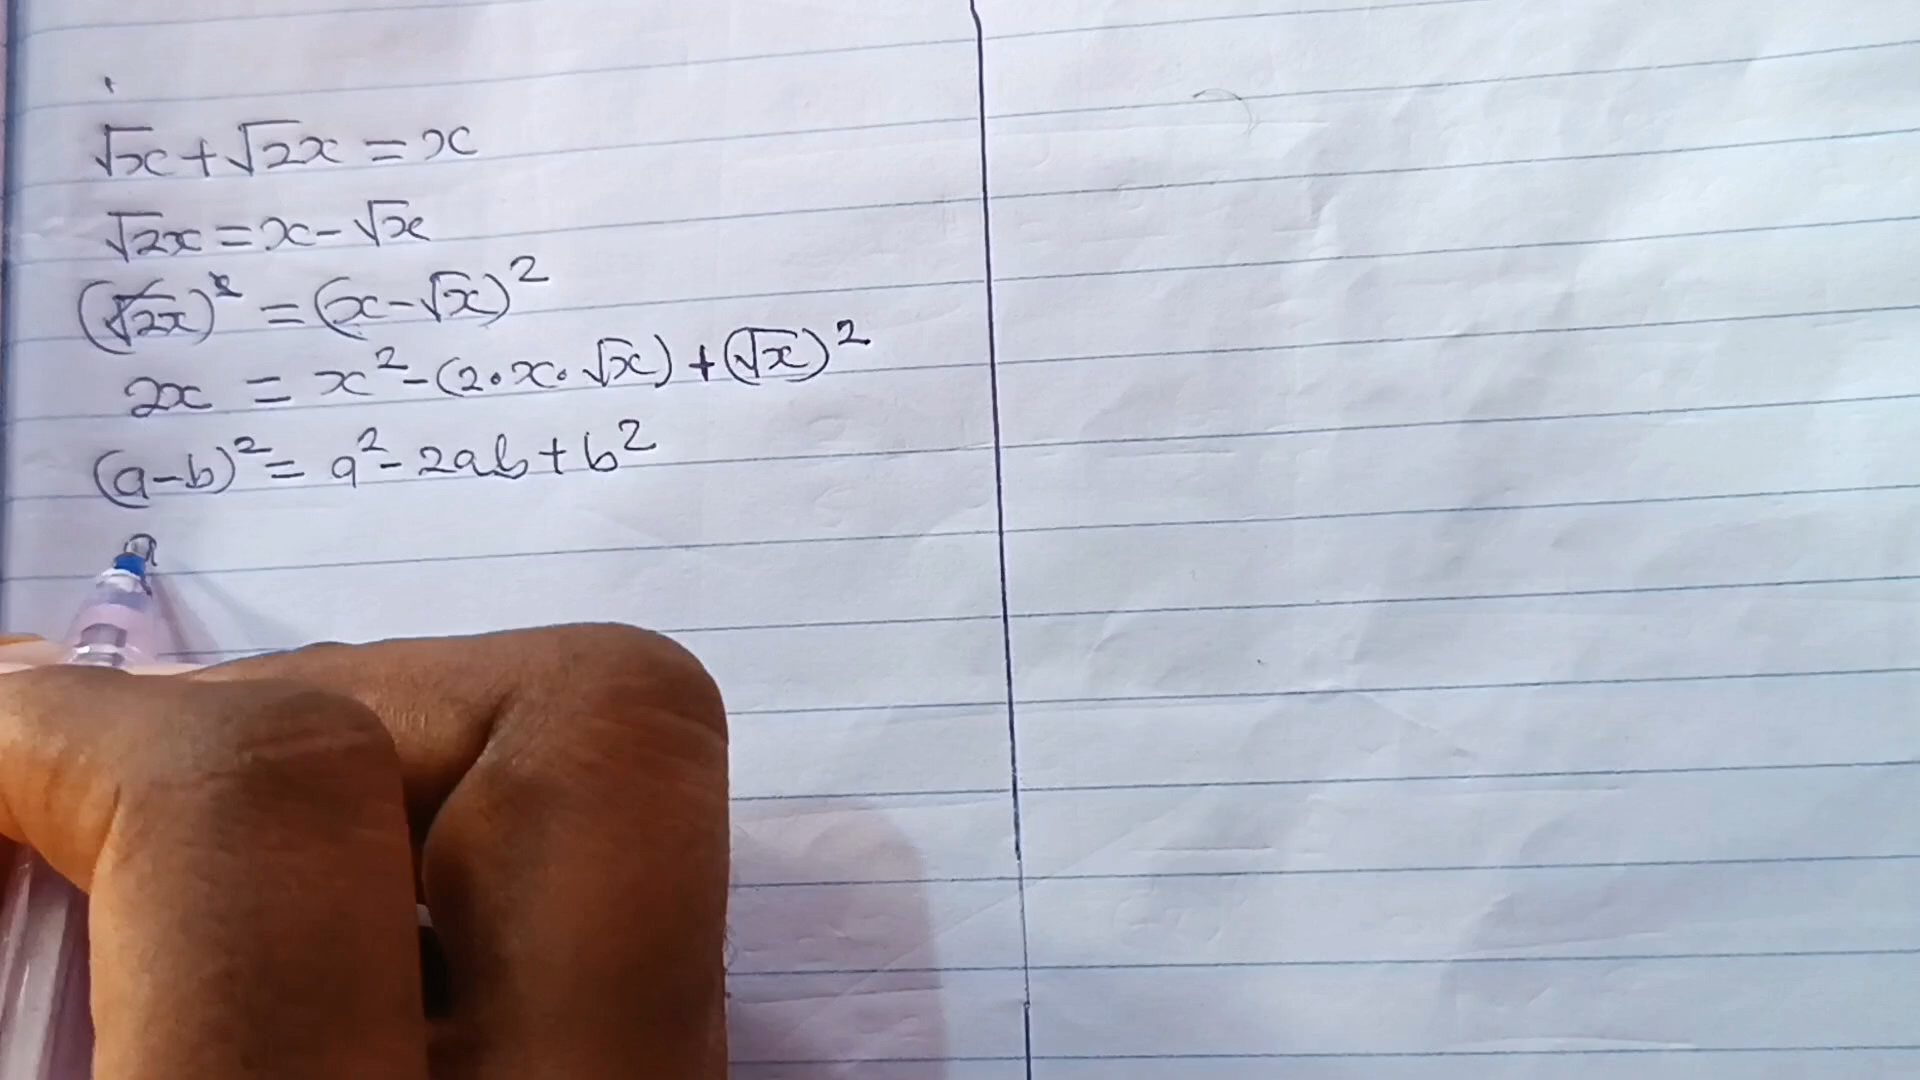 √x+√2x=x
√2x=x-√x
(√2x)²=(x-√x)²
2x = x²-(2•x•√x)+(√x)²
(a-b)²= a²-2ab+b²